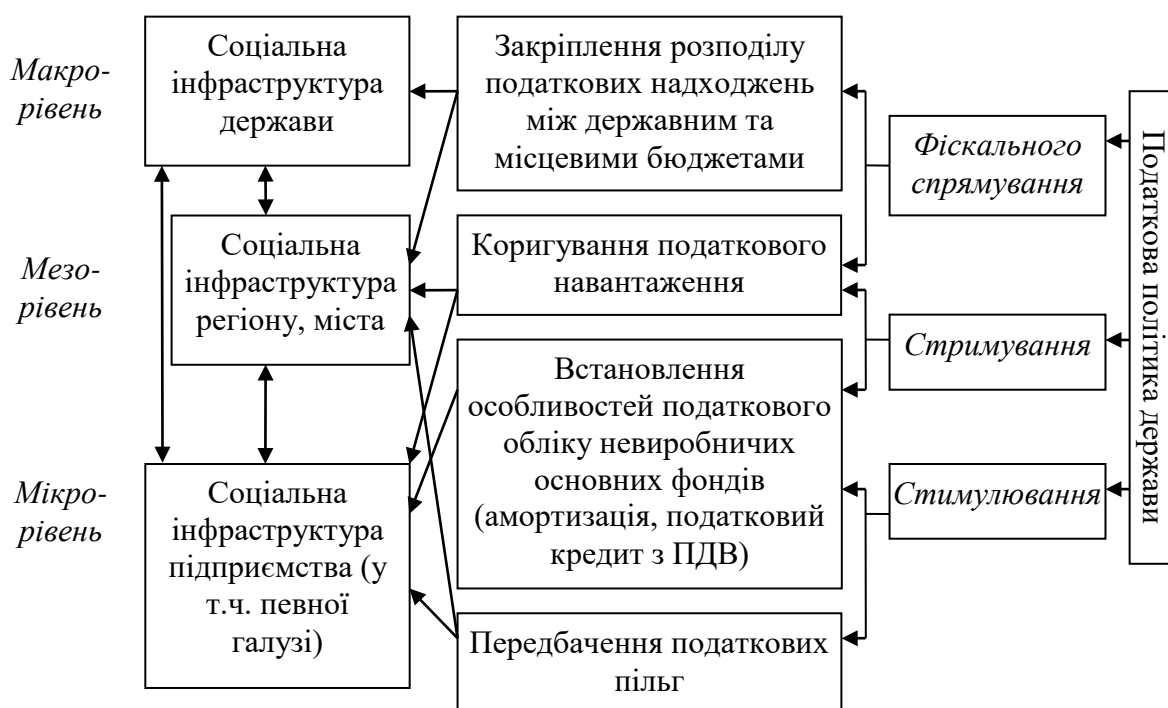 Макро-
рівень
Соціальна
інфраструктура
держави
Закріплення розподілу
податкових надходжень
між державним та
місцевими бюджетами
Фіскального
спрямування
Податкова політика держави
Мезо-
рівень
Соціальна
інфраструктура
регіону, міста
Коригування податкового
навантаження
Стримування
Встановлення
особливостей податкового
обліку невиробничих
основних фондів
(амортизація, податковий
кредит з ПДВ)
Мікро-
рівень
Соціальна
інфраструктура
підприємства (у
т.ч. певної
галузі)
Стимулювання
Передбачення податкових
пільг